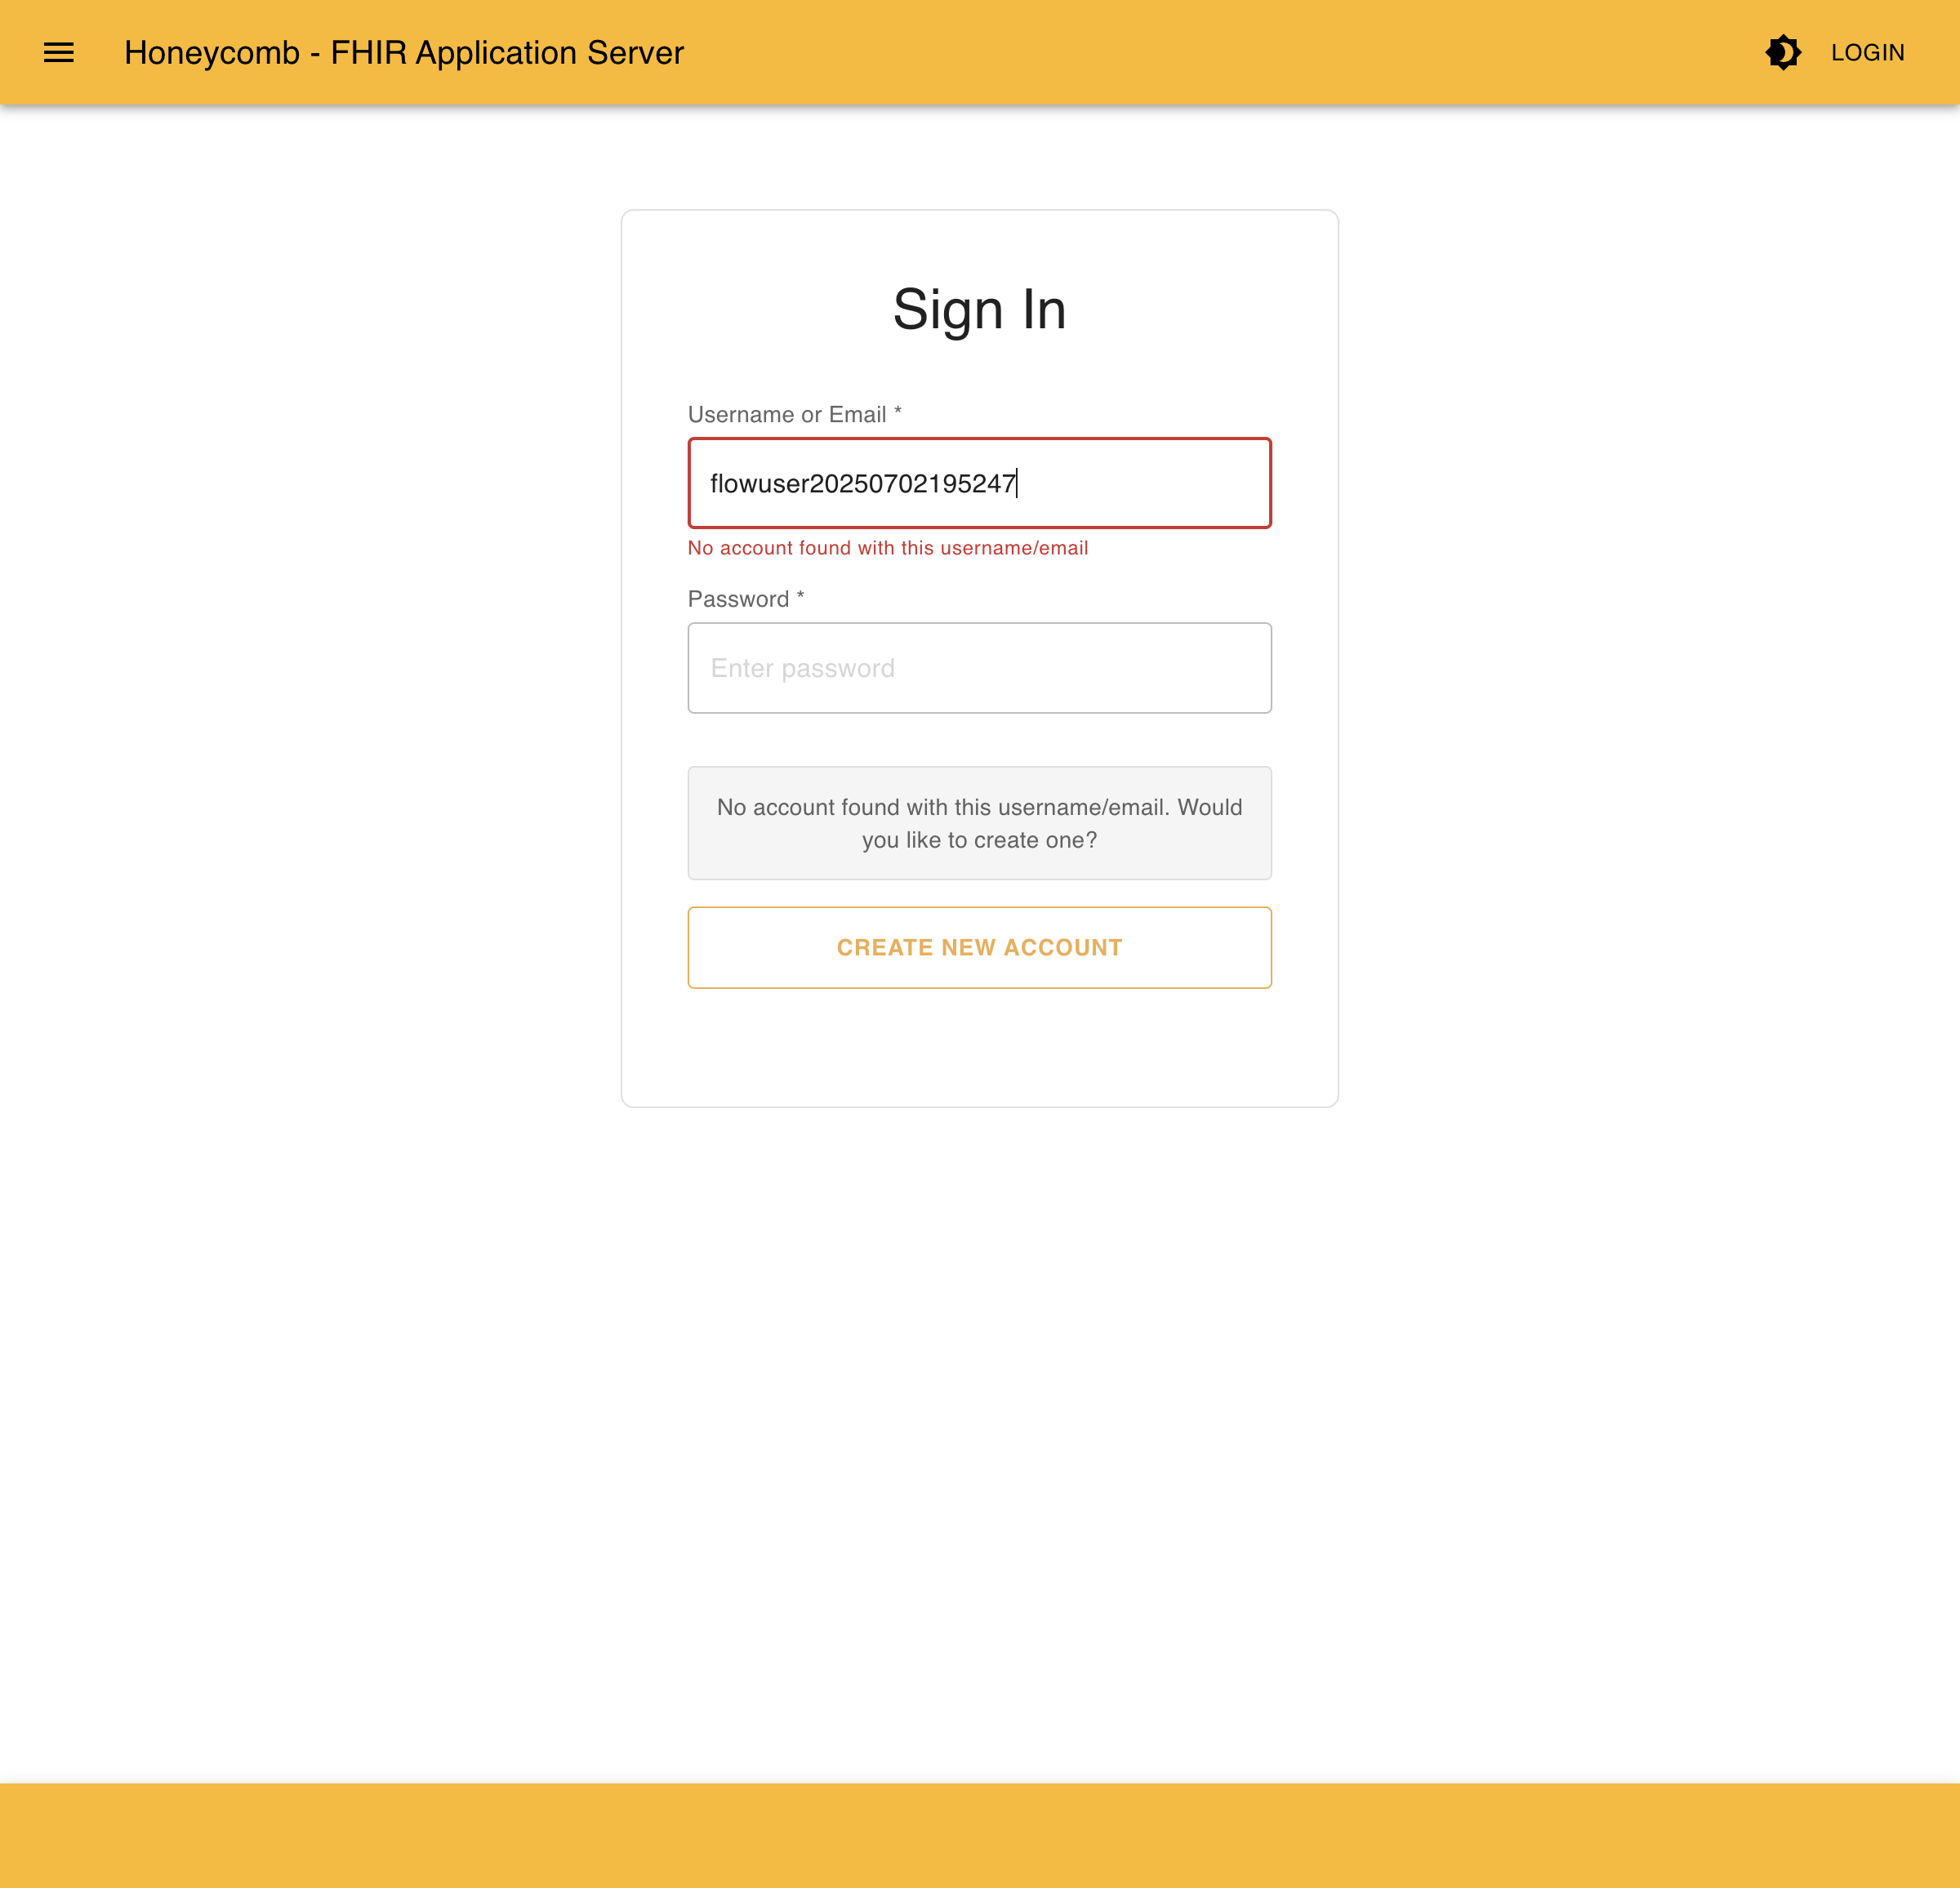 Honeycomb - FHIR Application Server
LOGIN
Sign In
Username or Email *
flowuser20250702195247
No account found with this username/email
Password *
Enter password
No account found with this username/email. Would
you like to create one?
CREATE NEW ACCOUNT